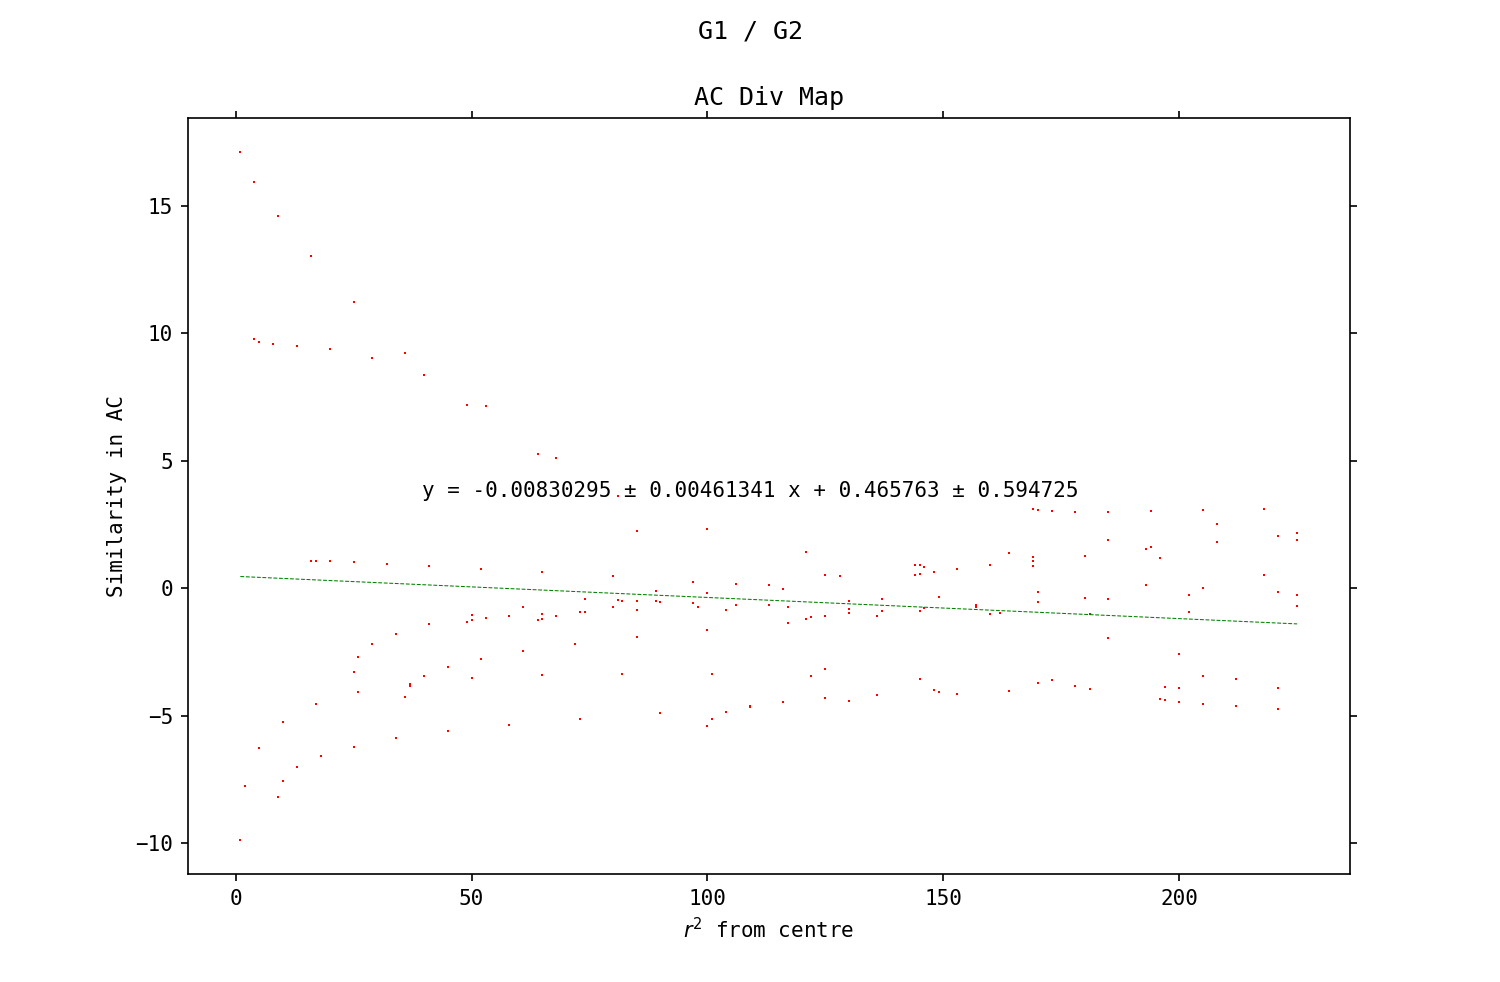 G1 / G2
AC Div Map
Similarity in AC
15
10
5
0
−5
−10
y = -0.00830295 ± 0.00461341 x + 0.465763 ± 0.594725
0 50 100 150 200
r² from centre